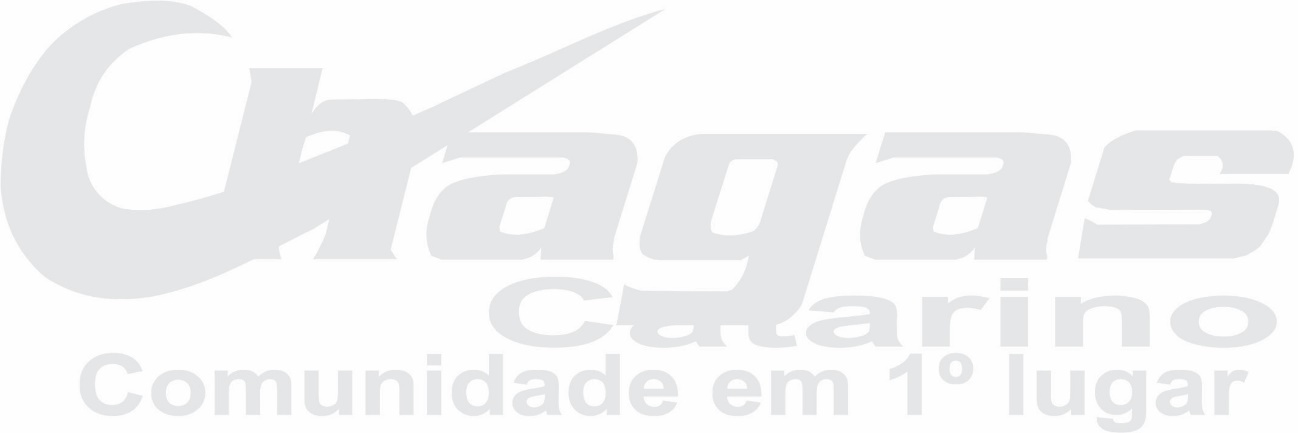 Chagas
Catarino
Comunidade em 1º lugar